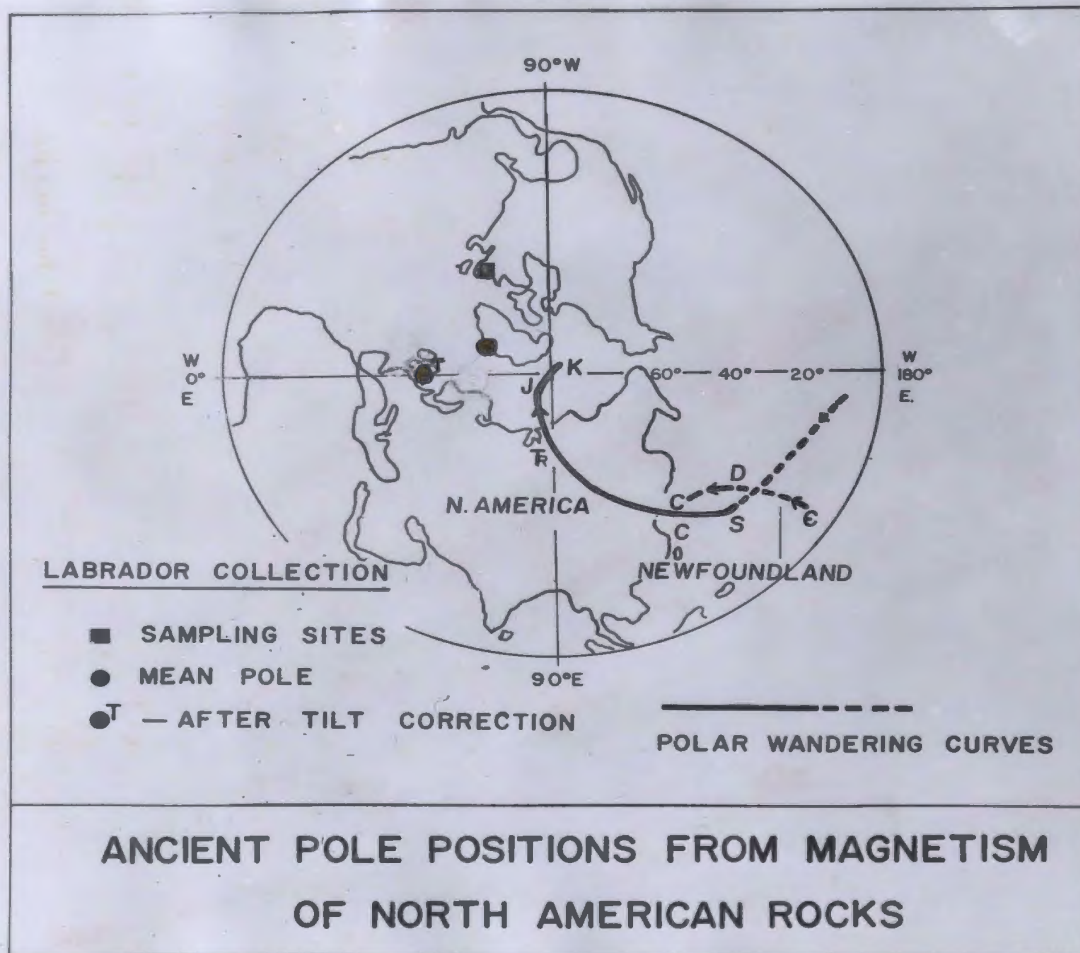 90°W
W
0°
E
K
60°
40°
20°
W
180°
E.
J
T
TR
D
N. AMERICA
C
C
S
Є
NEWFOUNDLAND
90°E
LABRADOR COLLECTION
■ SAMPLING SITES
● MEAN POLE
●T — AFTER TILT CORRECTION
POLAR WANDERING CURVES
ANCIENT POLE POSITIONS FROM MAGNETISM
OF NORTH AMERICAN ROCKS